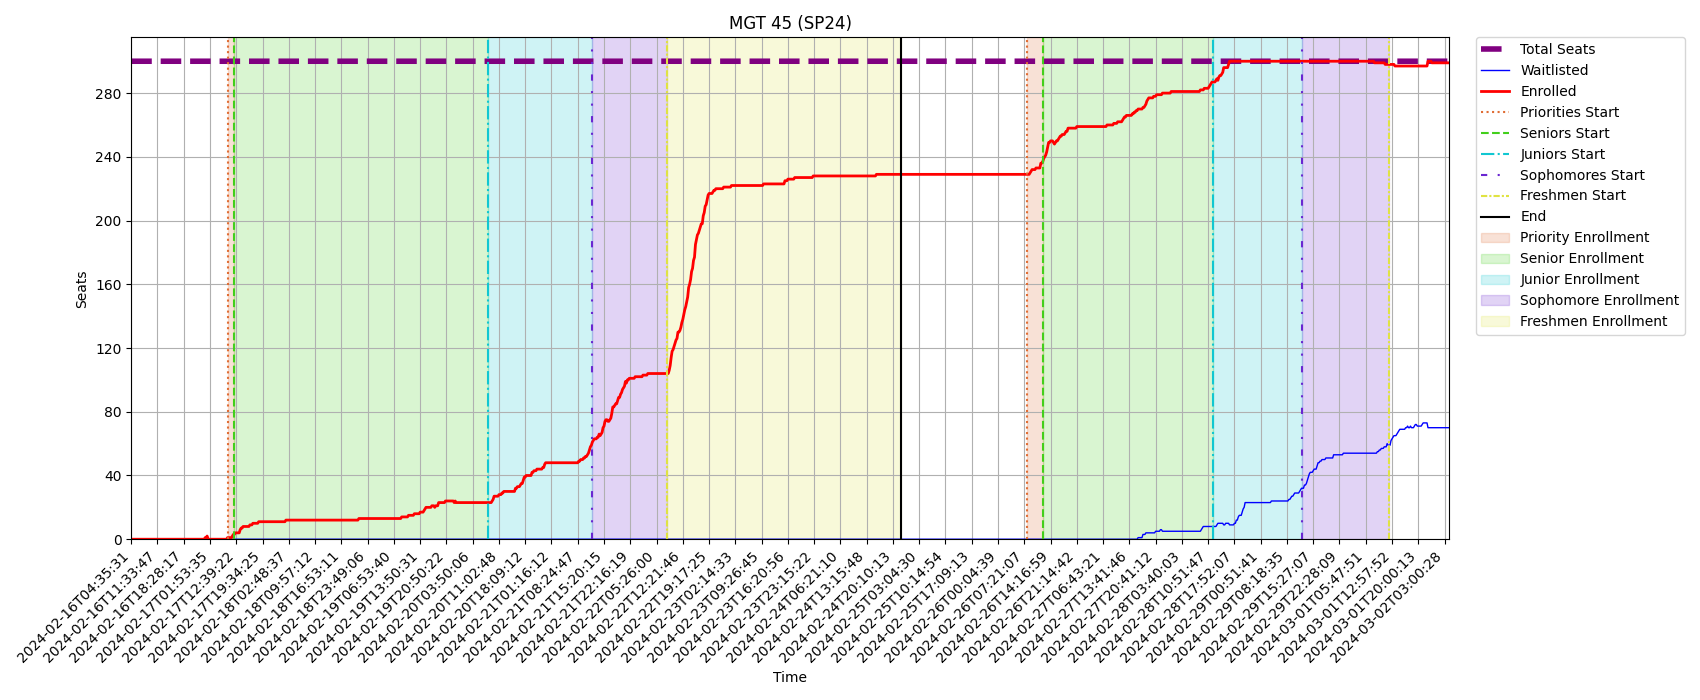 MGT 45 (SP24)
Total Seats
Waitlisted
Enrolled
Priorities Start
Seniors Start
Juniors Start
Sophomores Start
Freshmen Start
End
Priority Enrollment
Senior Enrollment
Junior Enrollment
Sophomore Enrollment
Freshmen Enrollment
Seats
280
240
200
160
120
80
40
0
2024-02-16T04:35:31
2024-02-16T11:33:47
2024-02-16T18:28:17
2024-02-17T01:53:35
2024-02-17T12:39:22
2024-02-17T19:34:25
2024-02-18T02:48:37
2024-02-18T09:57:12
2024-02-18T16:53:11
2024-02-18T23:49:06
2024-02-19T06:53:40
2024-02-19T13:50:31
2024-02-19T20:50:22
2024-02-20T03:50:06
2024-02-20T11:02:48
2024-02-20T18:09:12
2024-02-21T01:16:12
2024-02-21T08:24:47
2024-02-21T15:20:15
2024-02-21T22:16:19
2024-02-22T05:26:00
2024-02-22T12:21:46
2024-02-22T19:17:25
2024-02-23T02:14:33
2024-02-23T09:26:45
2024-02-23T16:20:56
2024-02-23T23:15:22
2024-02-24T06:21:10
2024-02-24T13:15:48
2024-02-24T20:10:13
2024-02-25T03:04:30
2024-02-25T10:14:54
2024-02-25T17:09:13
2024-02-26T00:04:39
2024-02-26T07:21:07
2024-02-26T14:16:59
2024-02-26T21:14:42
2024-02-27T06:43:21
2024-02-27T13:41:46
2024-02-27T20:41:12
2024-02-28T03:40:03
2024-02-28T10:51:47
2024-02-28T17:52:07
2024-02-29T00:51:41
2024-02-29T08:18:35
2024-02-29T15:27:07
2024-02-29T22:28:09
2024-03-01T05:47:51
2024-03-01T12:57:52
2024-03-01T20:00:13
2024-03-02T03:00:28
Time